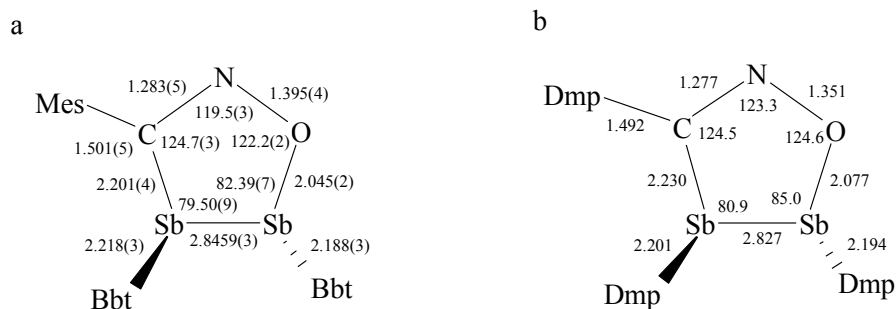 a
b
N
N
1.283(5)
1.395(4)
1.277
1.351
Mes
119.5(3)
Dmp
123.3
C
O
C
O
1.501(5)
124.7(3)
122.2(2)
1.492
124.5
124.6
2.201(4)
82.39(7)
2.045(2)
2.230
85.0
2.077
79.50(9)
80.9
Sb
Sb
Sb
Sb
2.218(3)
2.8459(3)
2.188(3)
2.201
2.827
2.194
Bbt
Bbt
Dmp
Dmp